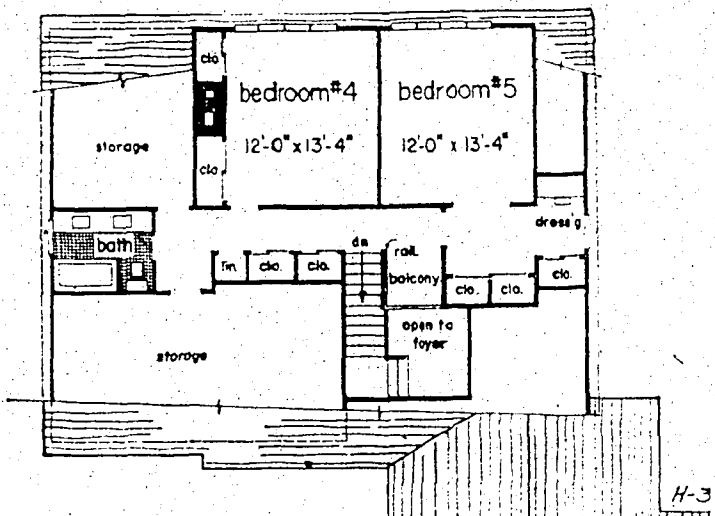 clo
bedroom #4
bedroom #5
12'-0" x 13'-4"
12'-0" x 13'-4"
storage
clo.
bath
dress'g.
dn
rail
balcony
lin.
clo.
clo.
clo.
clo.
clo.
open to
foyer
storage
H-3